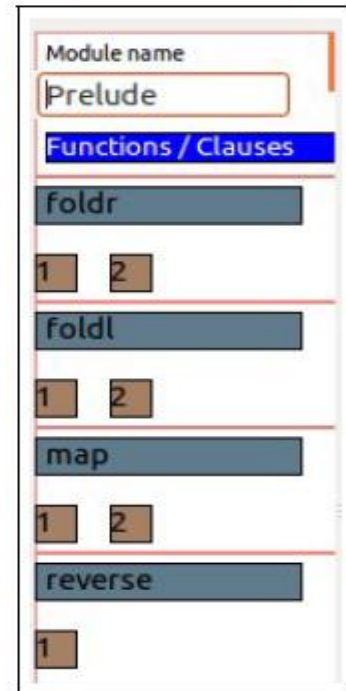 Module name
Prelude
Functions / Clauses
foldr
1 2
foldl
1 2
map
1 2
reverse
1